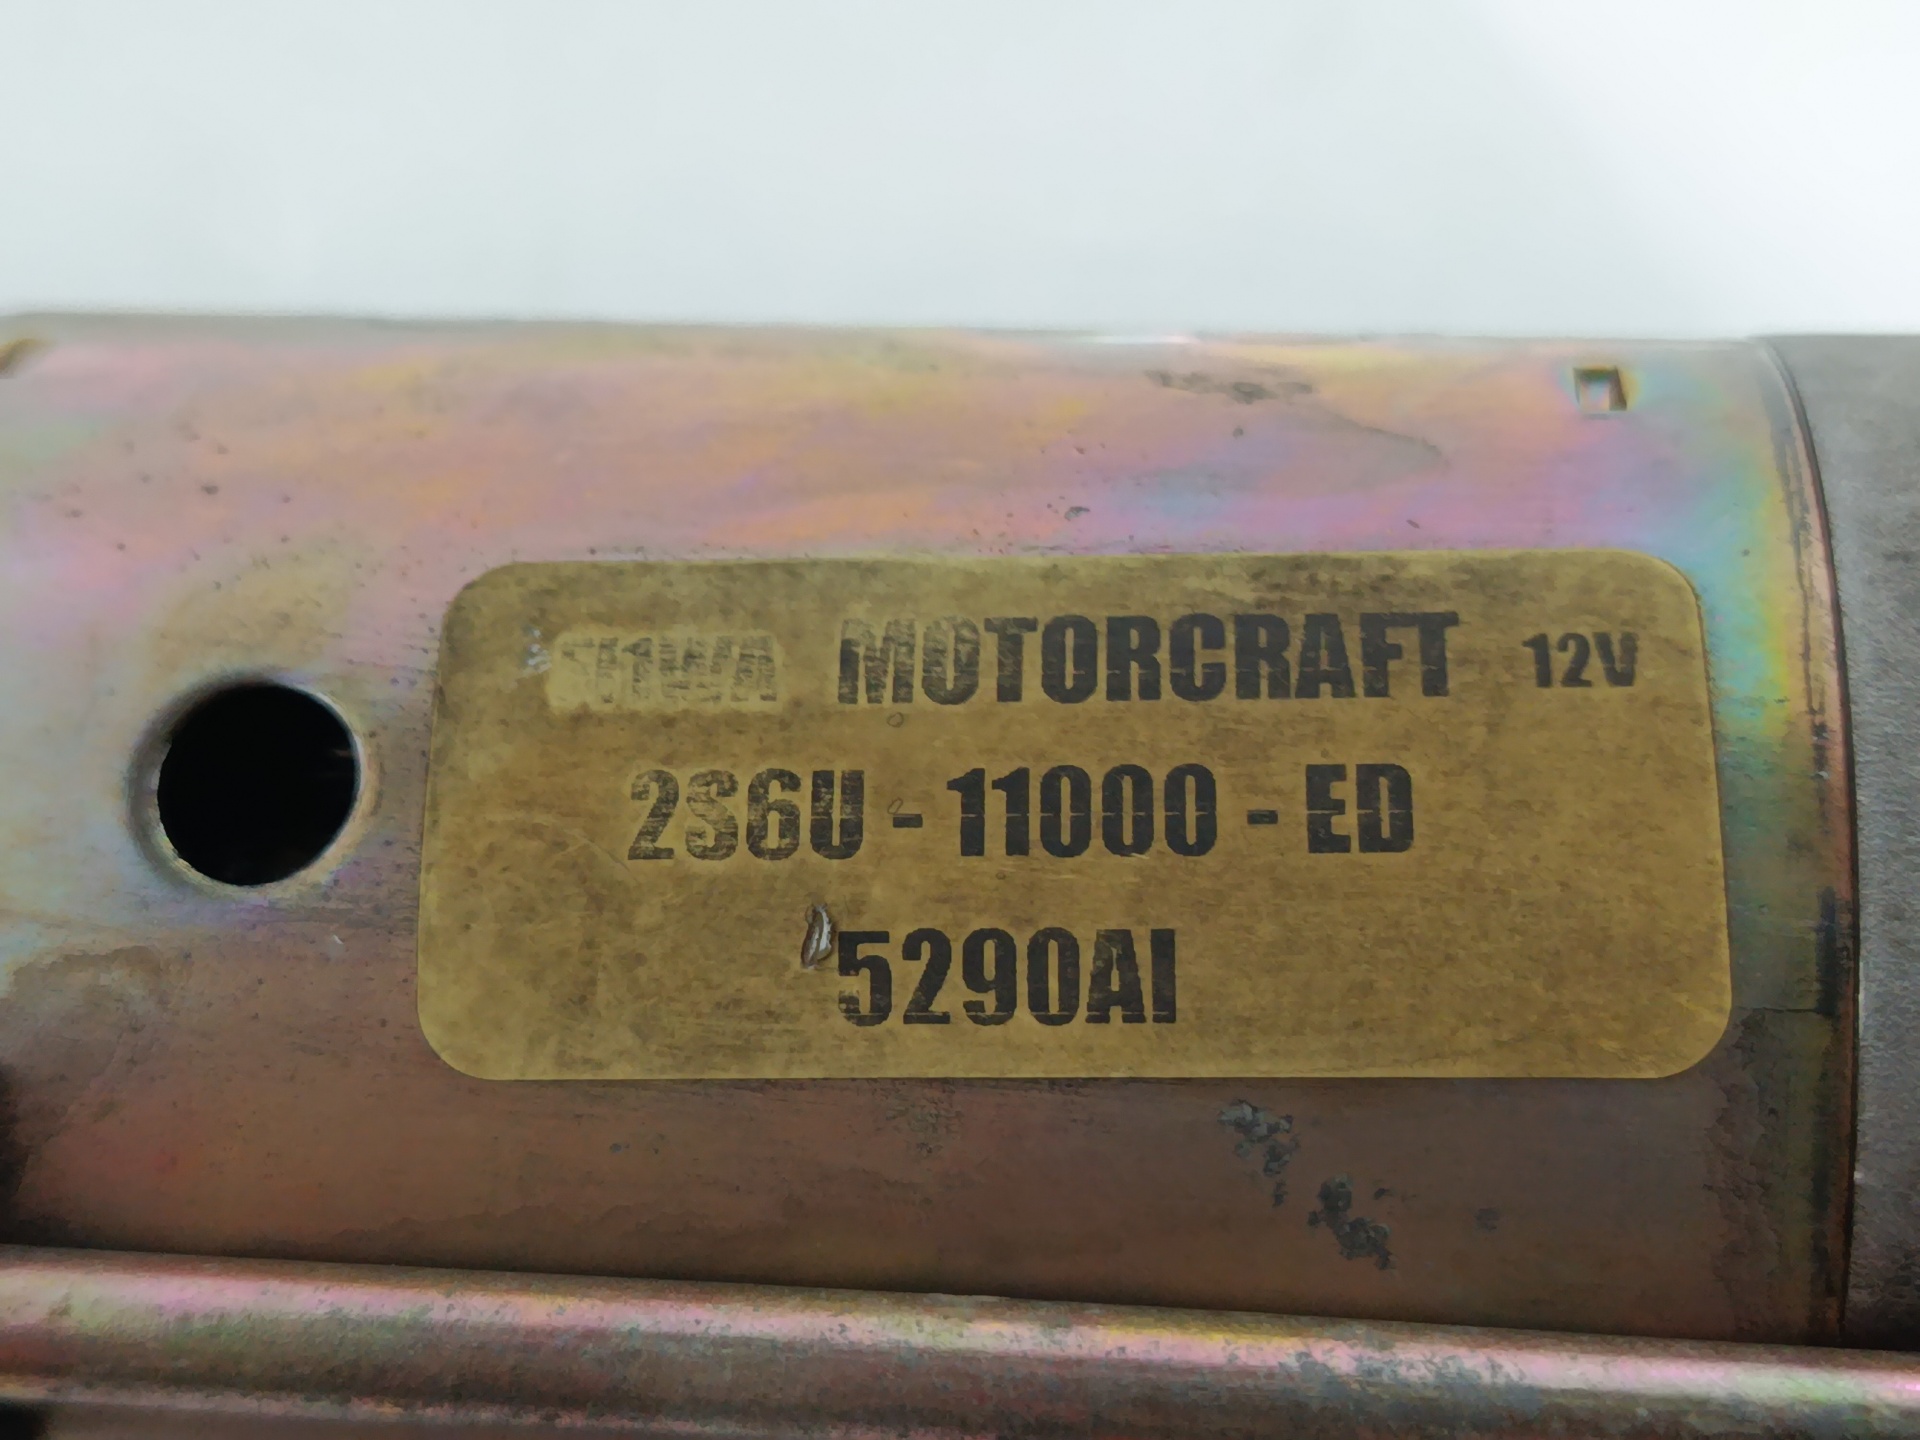 MOTORCRAFT 12V
2S6U - 11000 - ED
5290AI